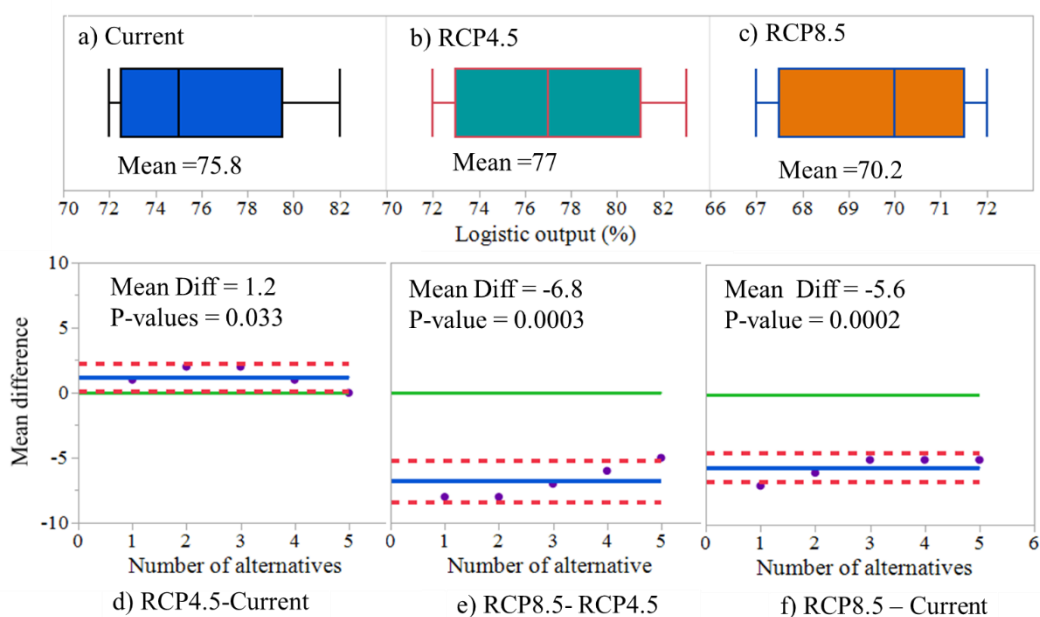 a) Current
b) RCP4.5
c) RCP8.5
Mean =75.8
Mean =77
Mean =70.2
70 72 74 76 78 80 82
70 72 74 76 78 80 82
66 67 68 69 70 71 72
Logistic output (%)
Mean difference
10
5
0
-5
-10
Mean Diff = 1.2
P-values = 0.033
Mean Diff = -6.8
P-value = 0.0003
Mean Diff = -5.6
P-value = 0.0002
0 1 2 3 4 5
0 1 2 3 4 5
0 1 2 3 4 5 6
Number of alternatives
Number of alternative
Number of alternatives
d) RCP4.5-Current
e) RCP8.5- RCP4.5
f) RCP8.5 – Current